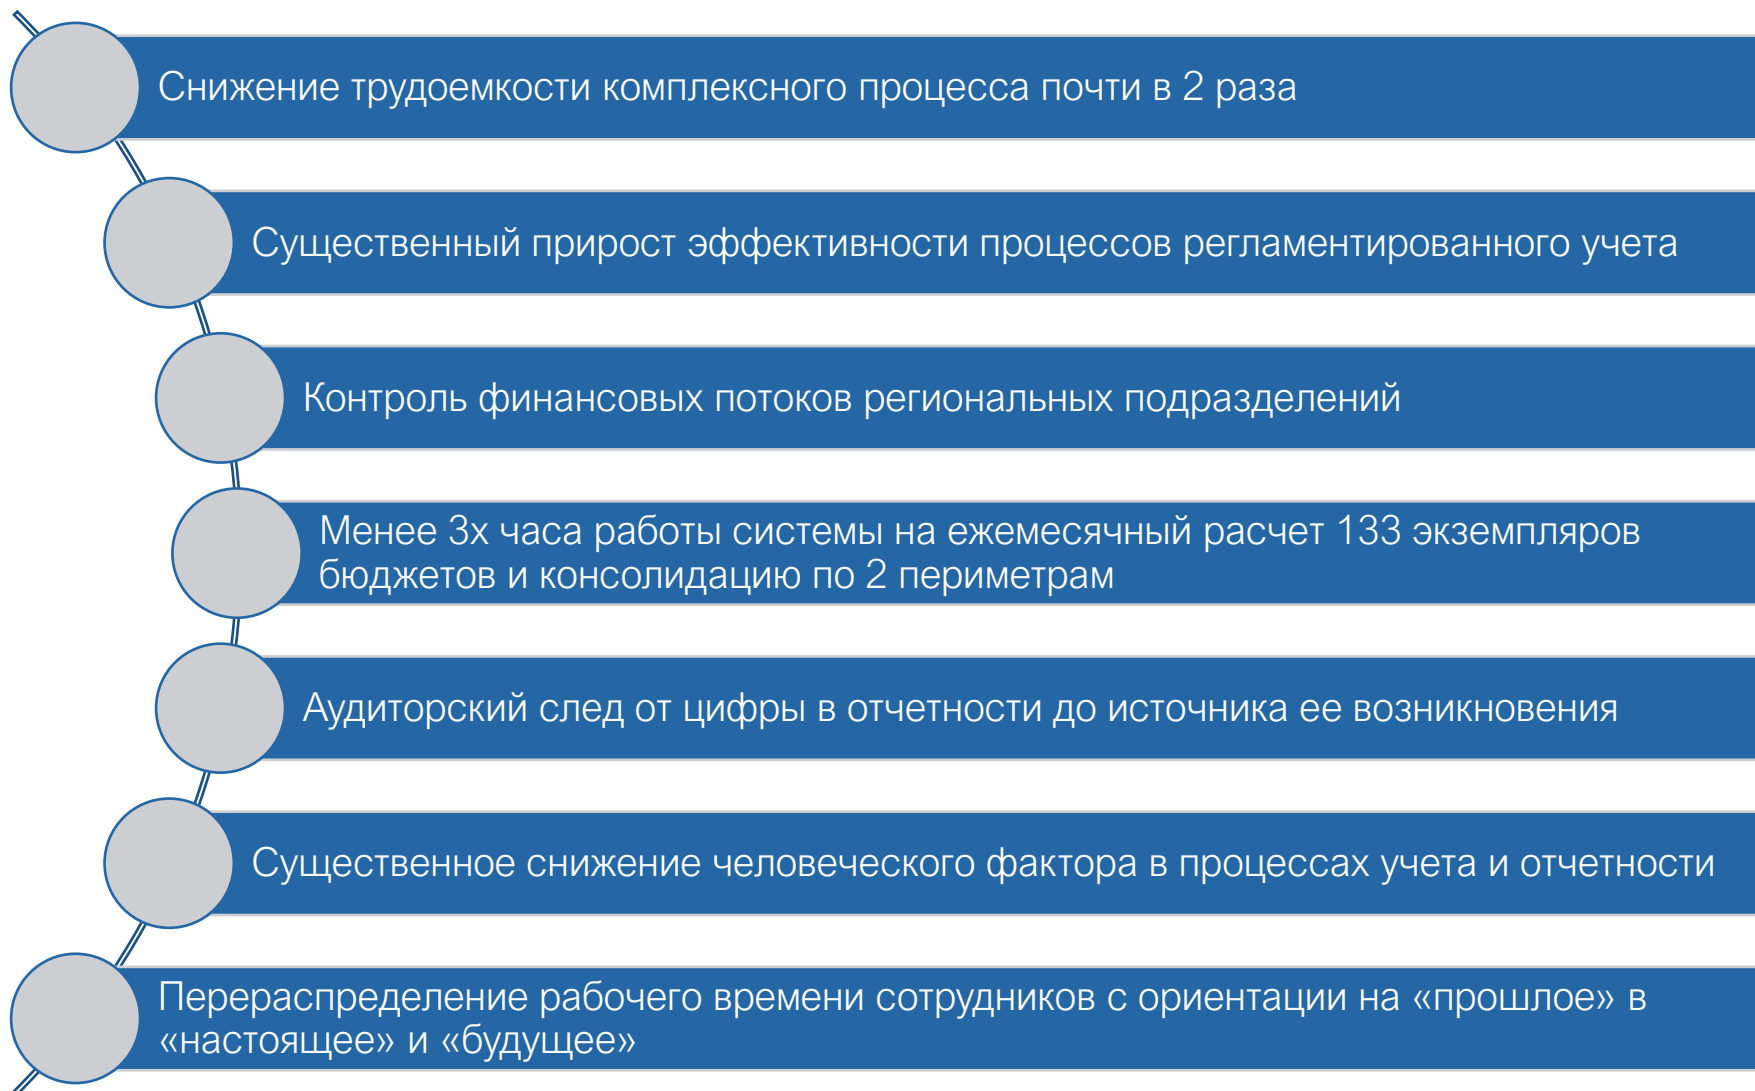 Снижение трудоемкости комплексного процесса почти в 2 раза
Существенный прирост эффективности процессов регламентированного учета
Контроль финансовых потоков региональных подразделений
Менее 3х часа работы системы на ежемесячный расчет 133 экземпляров
бюджетов и консолидацию по 2 периметрам
Аудиторский след от цифры в отчетности до источника ее возникновения
Существенное снижение человеческого фактора в процессах учета и отчетности
Перераспределение рабочего времени сотрудников с ориентации на «прошлое» в
«настоящее» и «будущее»